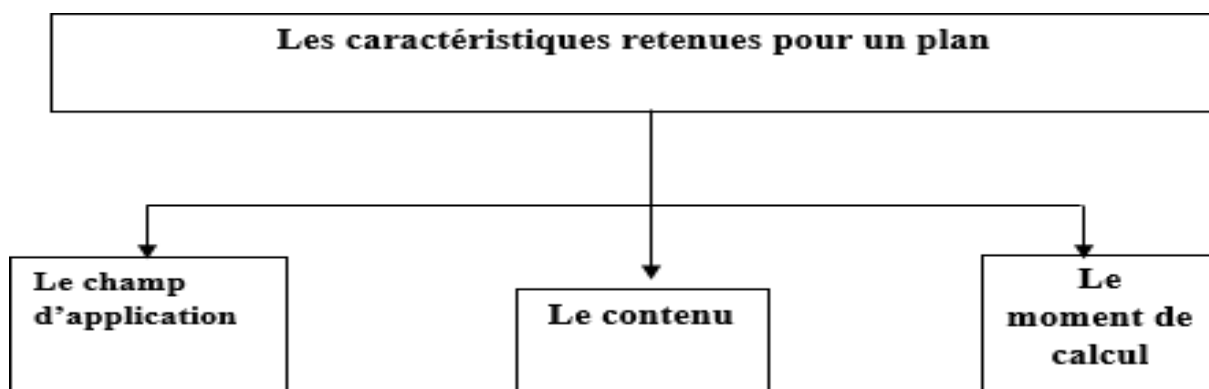 Les caractéristiques retenues pour un plan
Le champ
d’application
Le contenu
Le
moment de
calcul